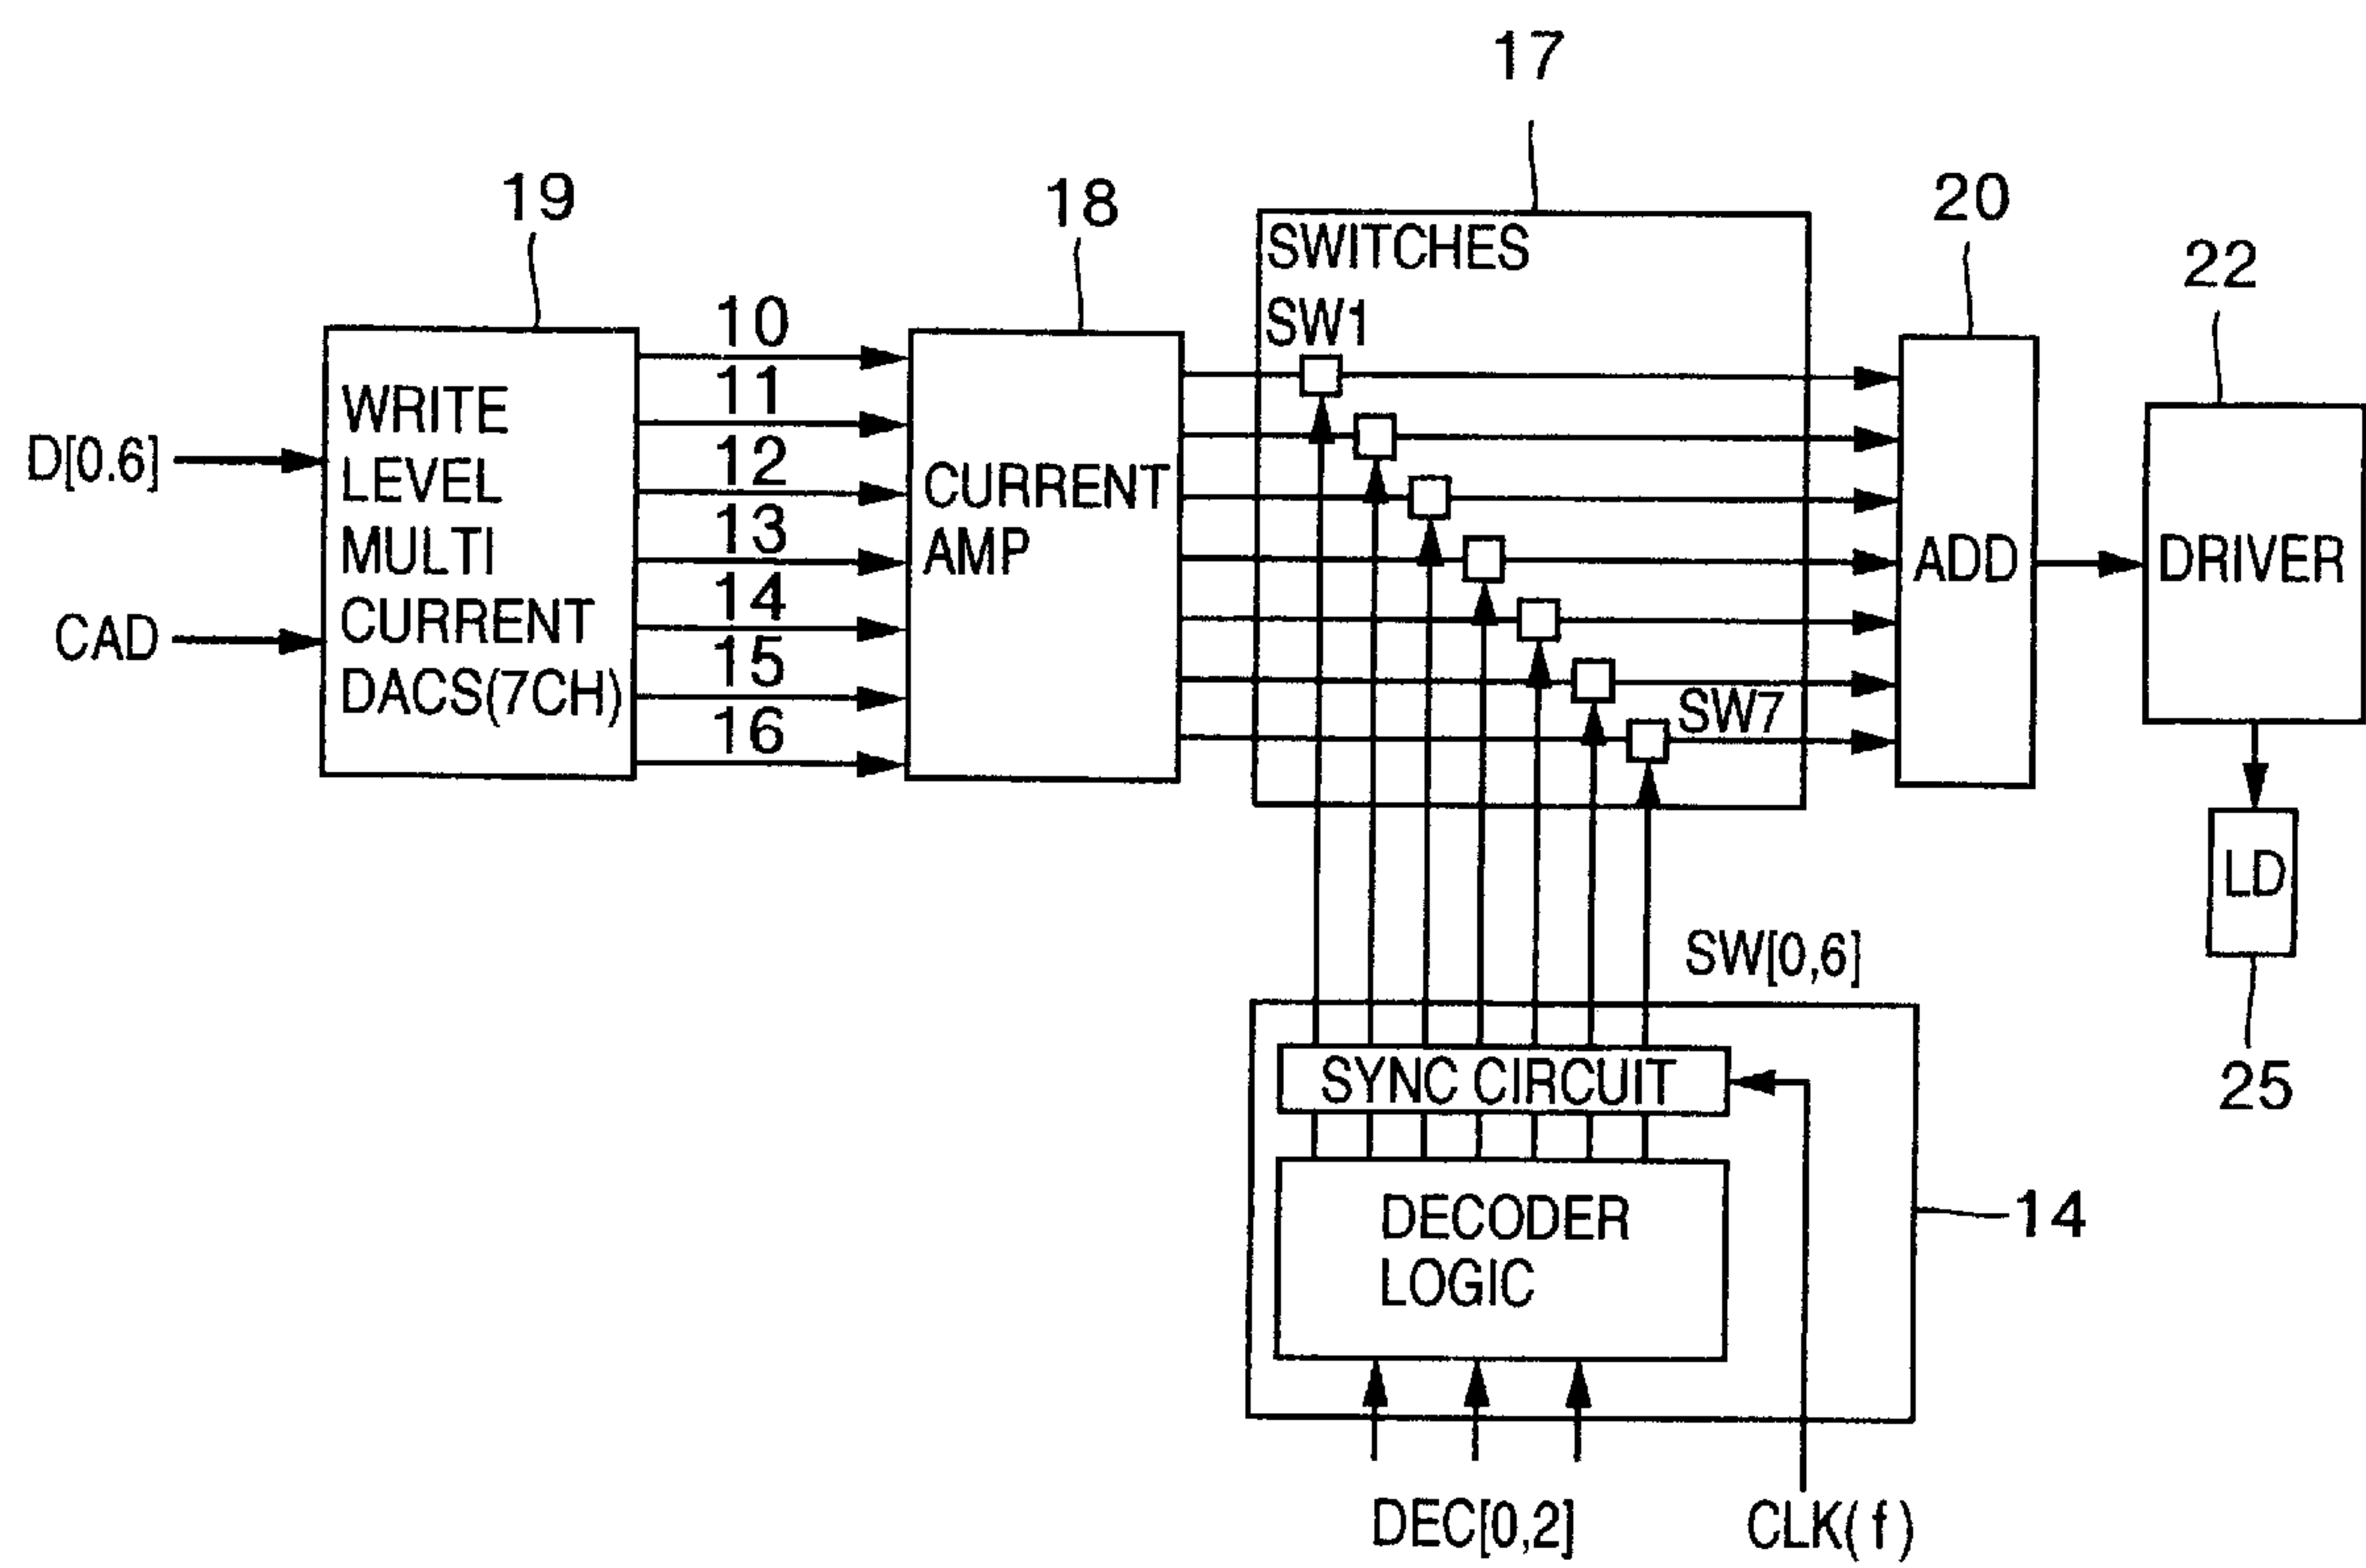 17
19
18
20
22
SWITCHES
SW1
10
11
12
13
14
15
16
WRITE
LEVEL
MULTI
CURRENT
DACS(7CH)
D[0.6]
CAD
CURRENT
AMP
SW7
ADD
DRIVER
LD
25
SW[0,6]
SYNC CIRCUIT
DECODER
LOGIC
14
DEC[0,2]
CLK( f )